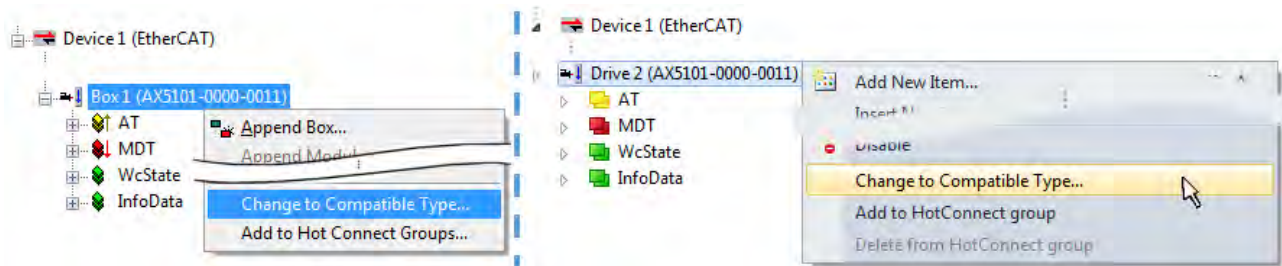 Device 1 (EtherCAT)
Box 1 (AX5101-0000-0011)
AT
MDT
WcState
InfoData
Append Box...
Append Modul
Change to Compatible Type...
Add to Hot Connect Groups...
Device 1 (EtherCAT)
Drive 2 (AX5101-0000-0011)
AT
MDT
WcState
InfoData
Add New Item...
Insert
Disable
Change to Compatible Type...
Add to HotConnect group
Delete from HotConnect group